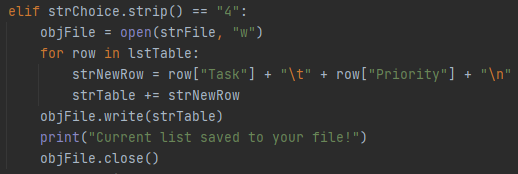 elif strChoice.strip() == "4":
    objFile = open(strFile, "w")
    for row in lstTable:
        strNewRow = row["Task"] + "\t" + row["Priority"] + "\n"
        strTable += strNewRow
    objFile.write(strTable)
    print("Current list saved to your file!")
    objFile.close()